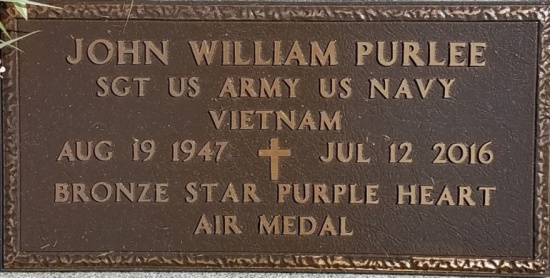 JOHN WILLIAM PURLEE
SGT US ARMY US NAVY
VIETNAM
AUG 19 1947 JUL 12 2016
BRONZE STAR PURPLE HEART
AIR MEDAL